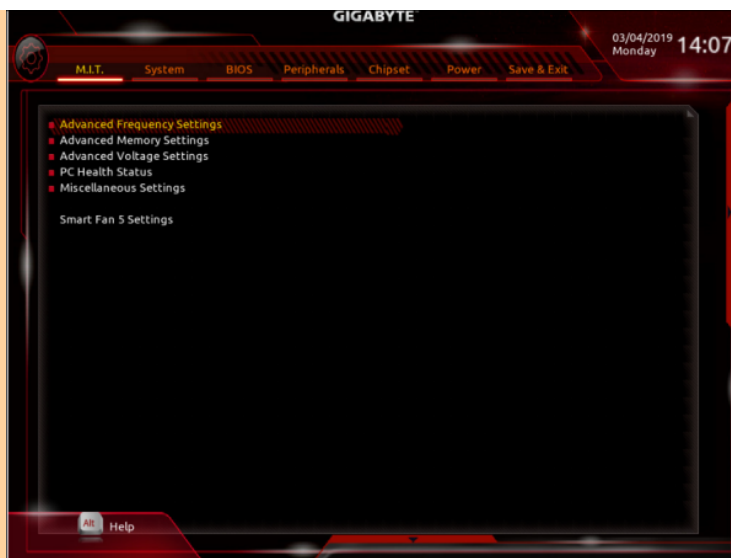 GIGABYTE
03/04/2019
Monday
14:07
M.I.T. System BIOS Peripherals Chipset Power Save & Exit
Advanced Frequency Settings
Advanced Memory Settings
Advanced Voltage Settings
PC Health Status
Miscellaneous Settings
Smart Fan 5 Settings
Alt Help